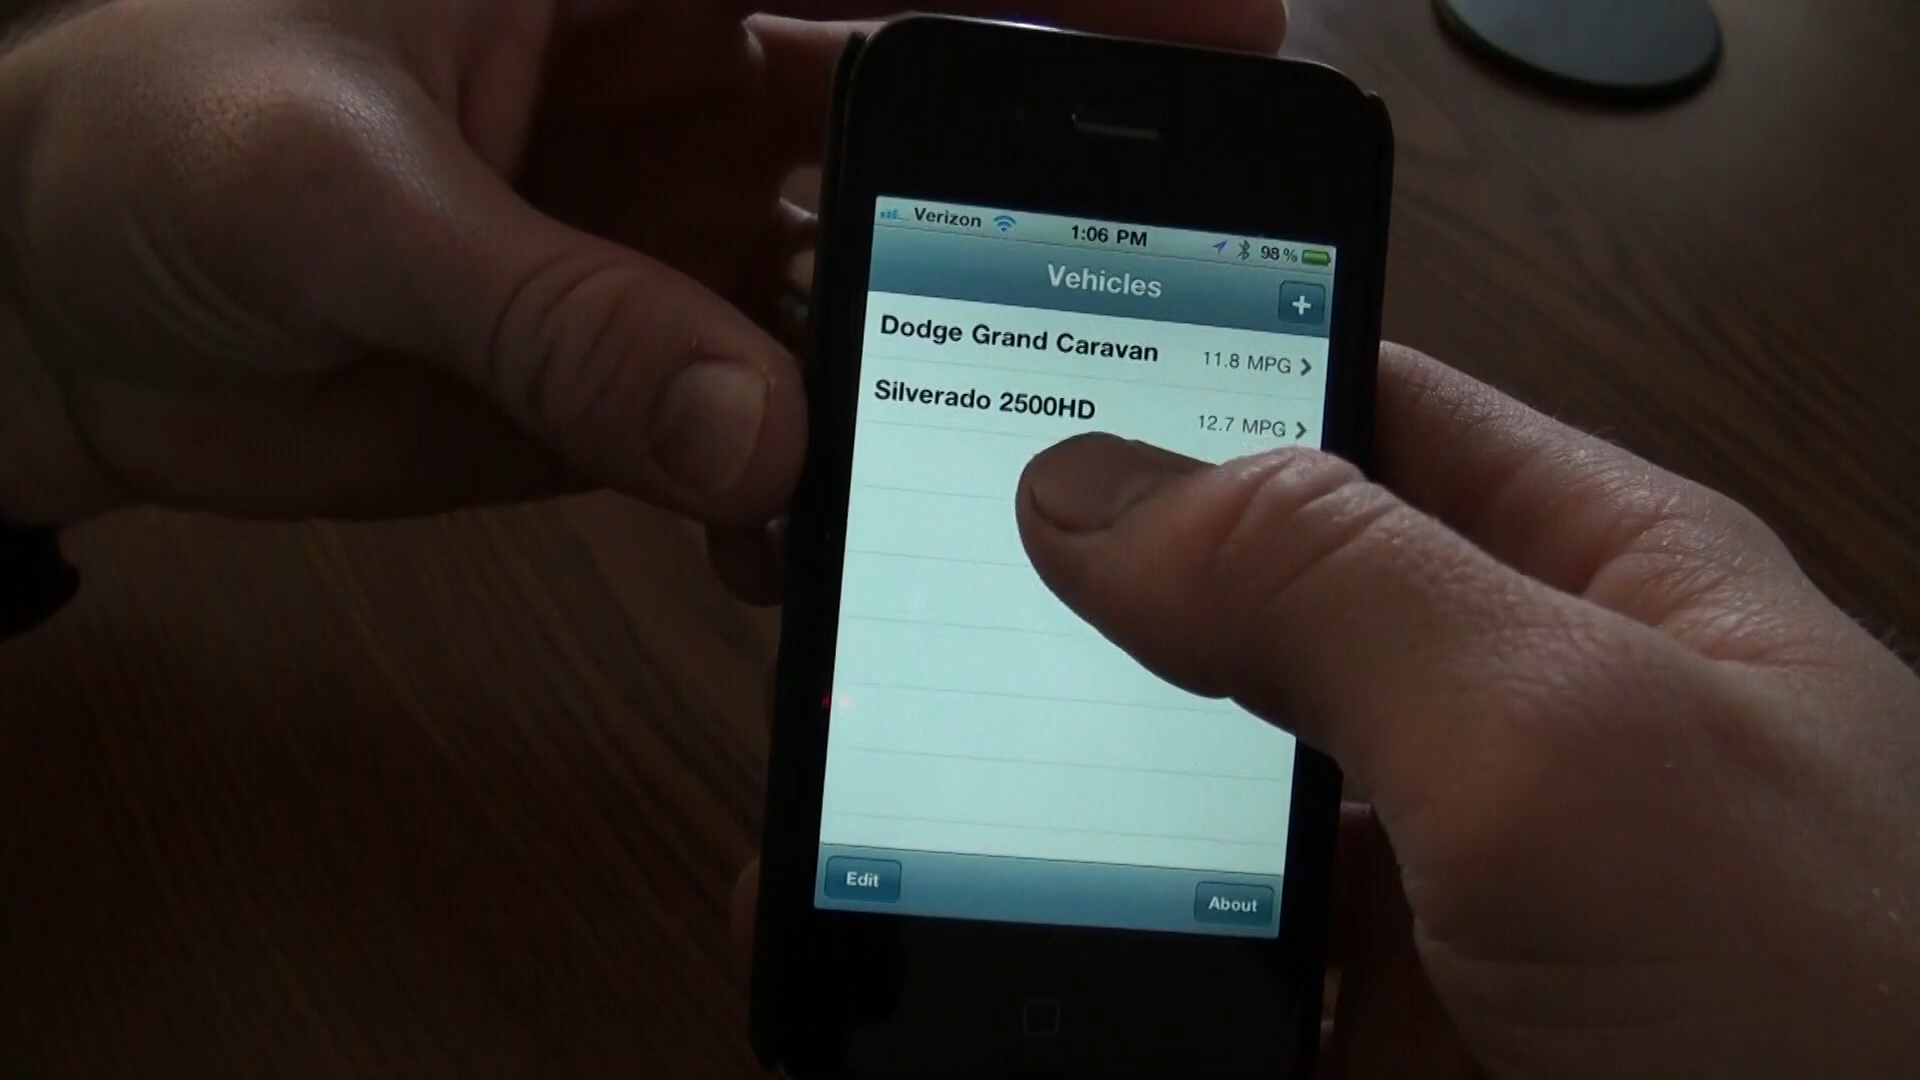 Verizon 1:06 PM 98%
Vehicles +
Dodge Grand Caravan 11.8 MPG
Silverado 2500HD 12.7 MPG
Edit About